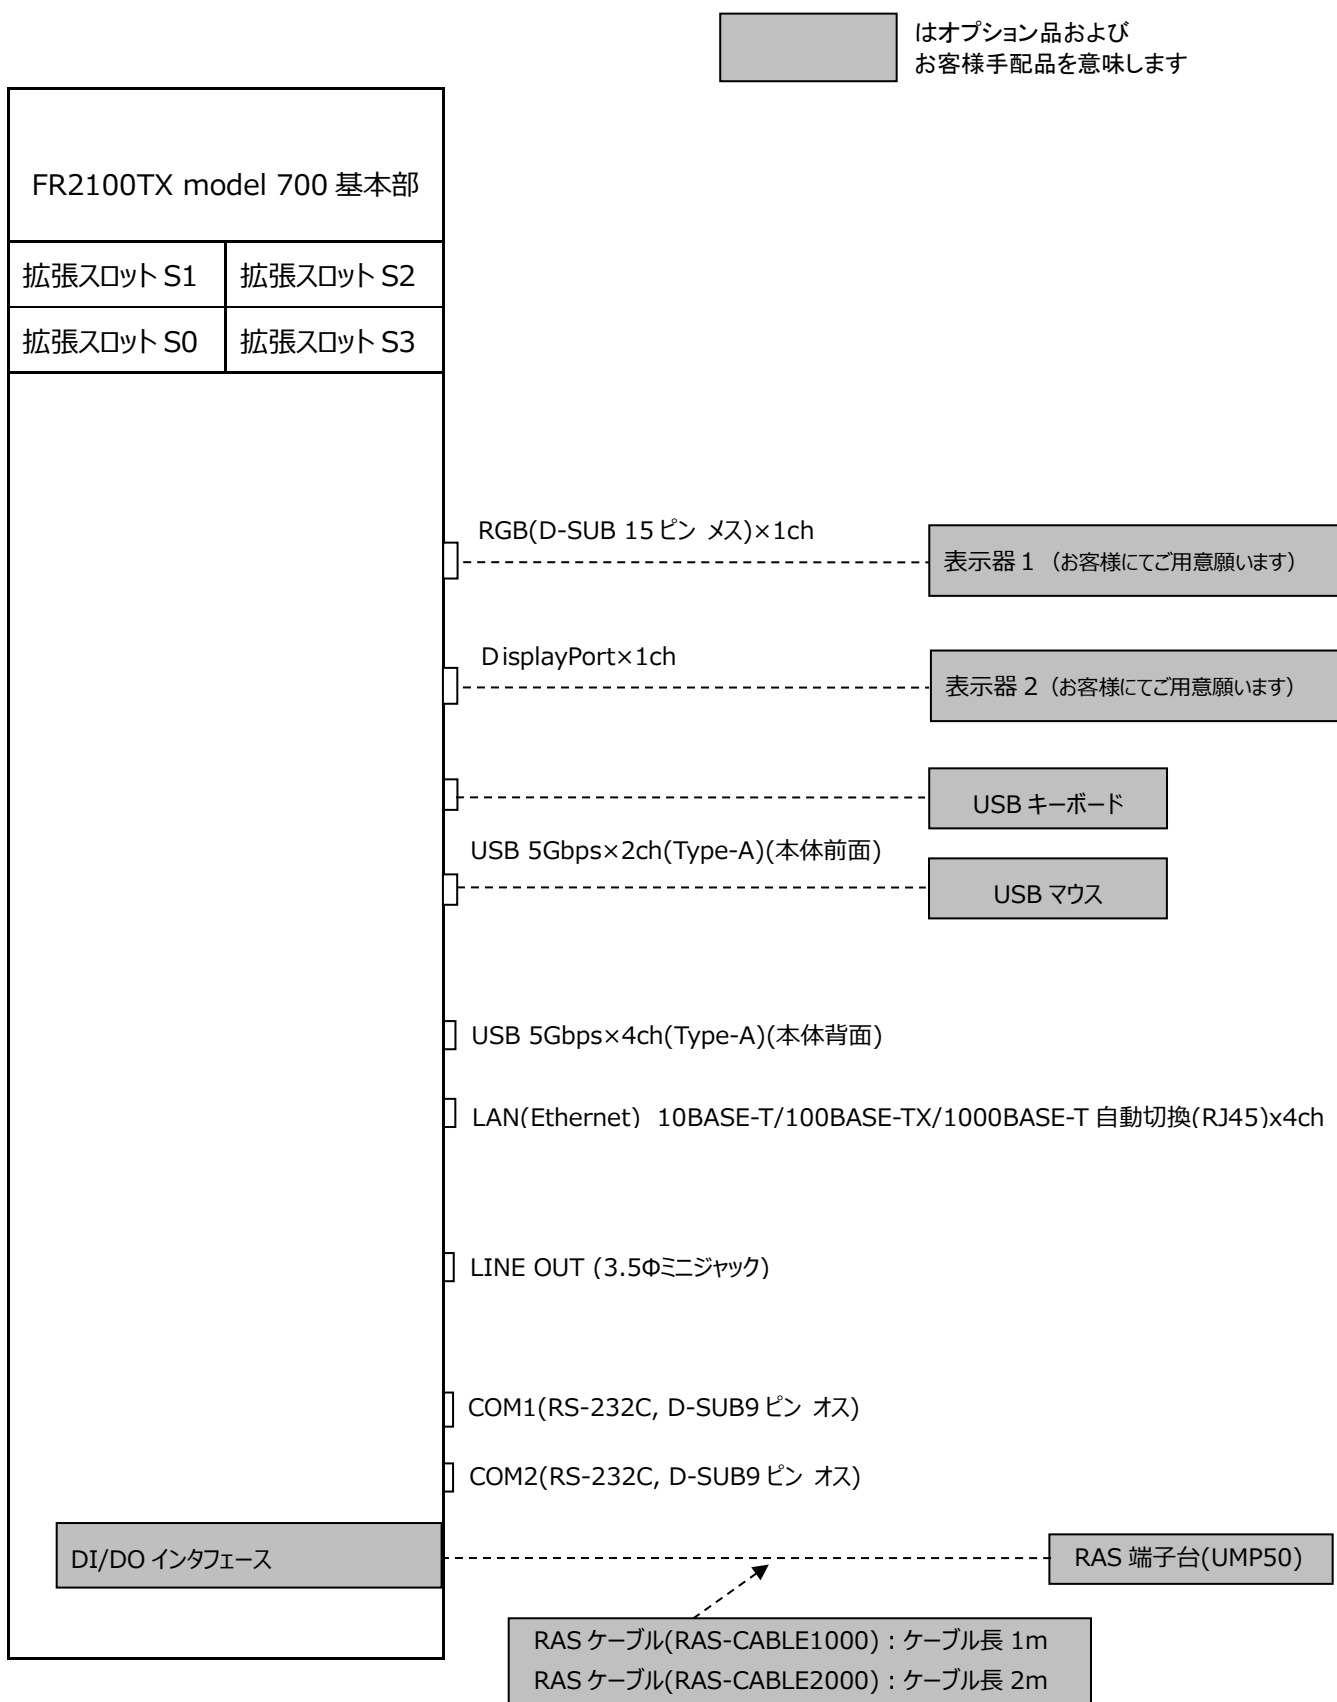 はオプション品および
お客様手配品を意味します
FR2100TX model 700 基本部
拡張スロット S1
拡張スロット S2
拡張スロット S0
拡張スロット S3
RGB(D-SUB 15 ピン メス)×1ch
表示器 1 (お客様にてご用意願います)
DisplayPort×1ch
表示器 2 (お客様にてご用意願います)
USB キーボード
USB 5Gbps×2ch(Type-A)(本体前面)
USB マウス
USB 5Gbps×4ch(Type-A)(本体背面)
LAN(Ethernet) 10BASE-T/100BASE-TX/1000BASE-T 自動切換(RJ45)x4ch
LINE OUT (3.5Φミニジャック)
COM1(RS-232C, D-SUB9 ピン オス)
COM2(RS-232C, D-SUB9 ピン オス)
DI/DO インタフェース
RAS 端子台(UMP50)
RAS ケーブル(RAS-CABLE1000):ケーブル長 1m
RAS ケーブル(RAS-CABLE2000):ケーブル長 2m